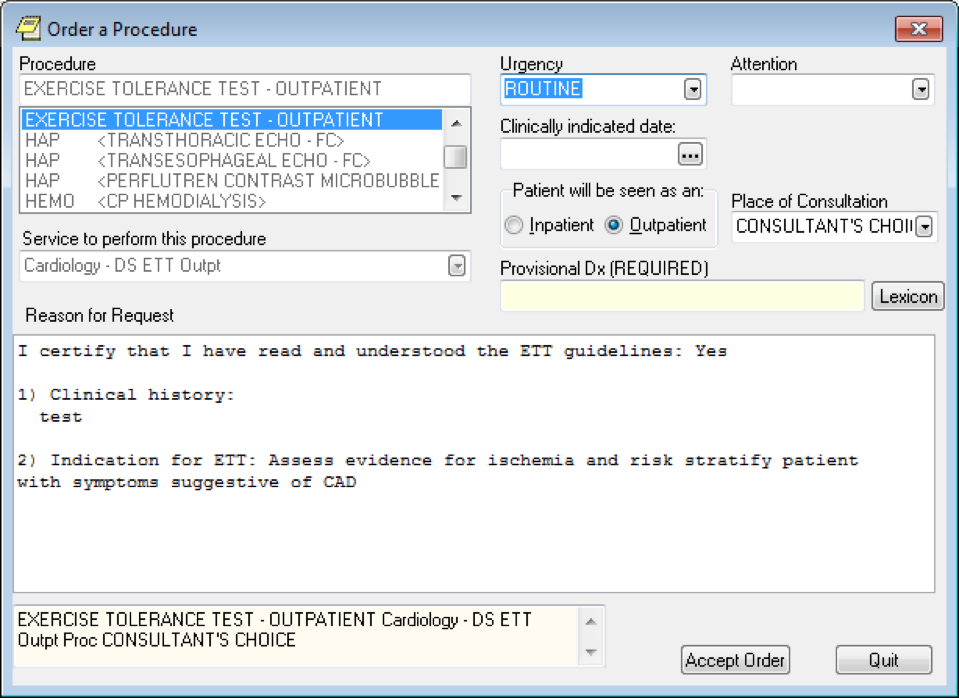 Order a Procedure
Procedure
EXERCISE TOLERANCE TEST - OUTPATIENT
EXERCISE TOLERANCE TEST - OUTPATIENT
HAP <TRANSTHORACIC ECHO - FC>
HAP <TRANSESOPHAGEAL ECHO - FC>
HAP <PERFLUTREN CONTRAST MICROBUBBLE
HEMO <CP HEMODIALYSIS>
Service to perform this procedure
Cardiology - DS ETT Outpt
Urgency
ROUTINE
Attention
Clinically indicated date:
...
Patient will be seen as an:
Inpatient Outpatient
Place of Consultation
CONSULTANT'S CHOI
Provisional Dx (REQUIRED)
Lexicon
Reason for Request
I certify that I have read and understood the ETT guidelines: Yes
1) Clinical history:
test
2) Indication for ETT: Assess evidence for ischemia and risk stratify patient
with symptoms suggestive of CAD
EXERCISE TOLERANCE TEST - OUTPATIENT Cardiology - DS ETT
Outpt Proc CONSULTANT'S CHOICE
Accept Order
Quit